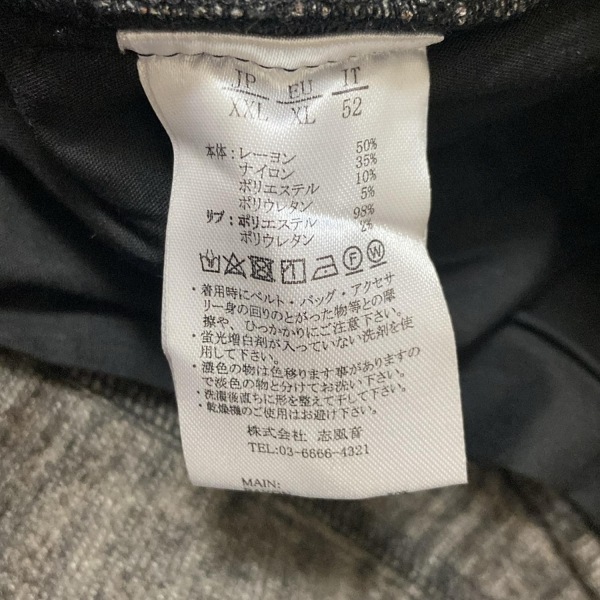 JP EU IT
XXL XL 52
本体：レーヨン 50%
ナイロン 35%
ポリエステル 10%
ポリウレタン 5%
リブ：ポリエステル 98%
ポリウレタン 2%
・着用時にベルト・バッグ・アクセサ
リー身の回りのとがった物等との摩
擦や、ひっかかりにご注意下さい。
・蛍光増白剤が入っていない洗剤を使
用して下さい。
・濃色の物は色移ります事がありますの
で淡色の物と分けてお洗い下さい。
・洗濯後直ちに形を整えて干して下さい。
・乾燥機のご使用はお避け下さい。
株式会社 志風音
TEL:03-6666-4321
MAIN: